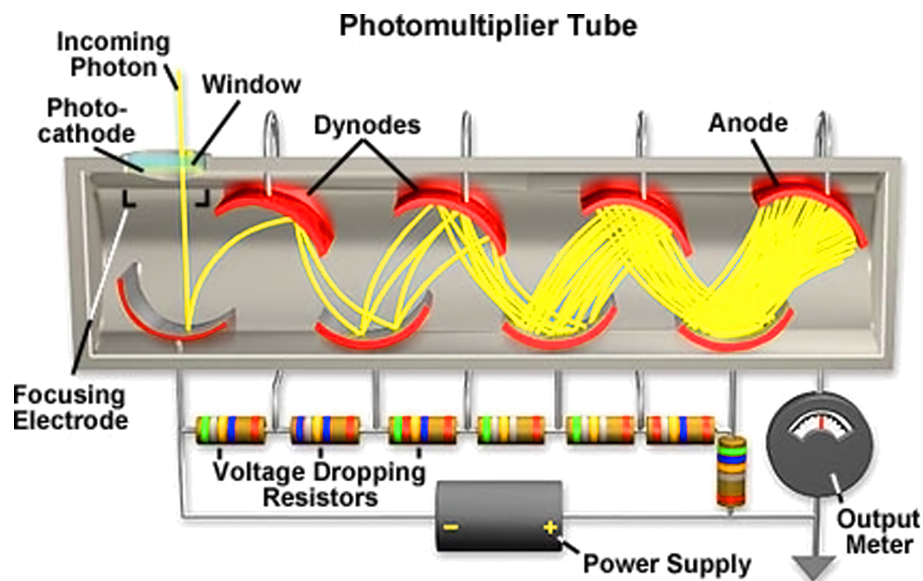 Photomultiplier Tube
Incoming
Photon
Window
Photo-
cathode
Dynodes
Anode
Focusing
Electrode
Voltage Dropping
Resistors
Output
Meter
Power Supply
−
+